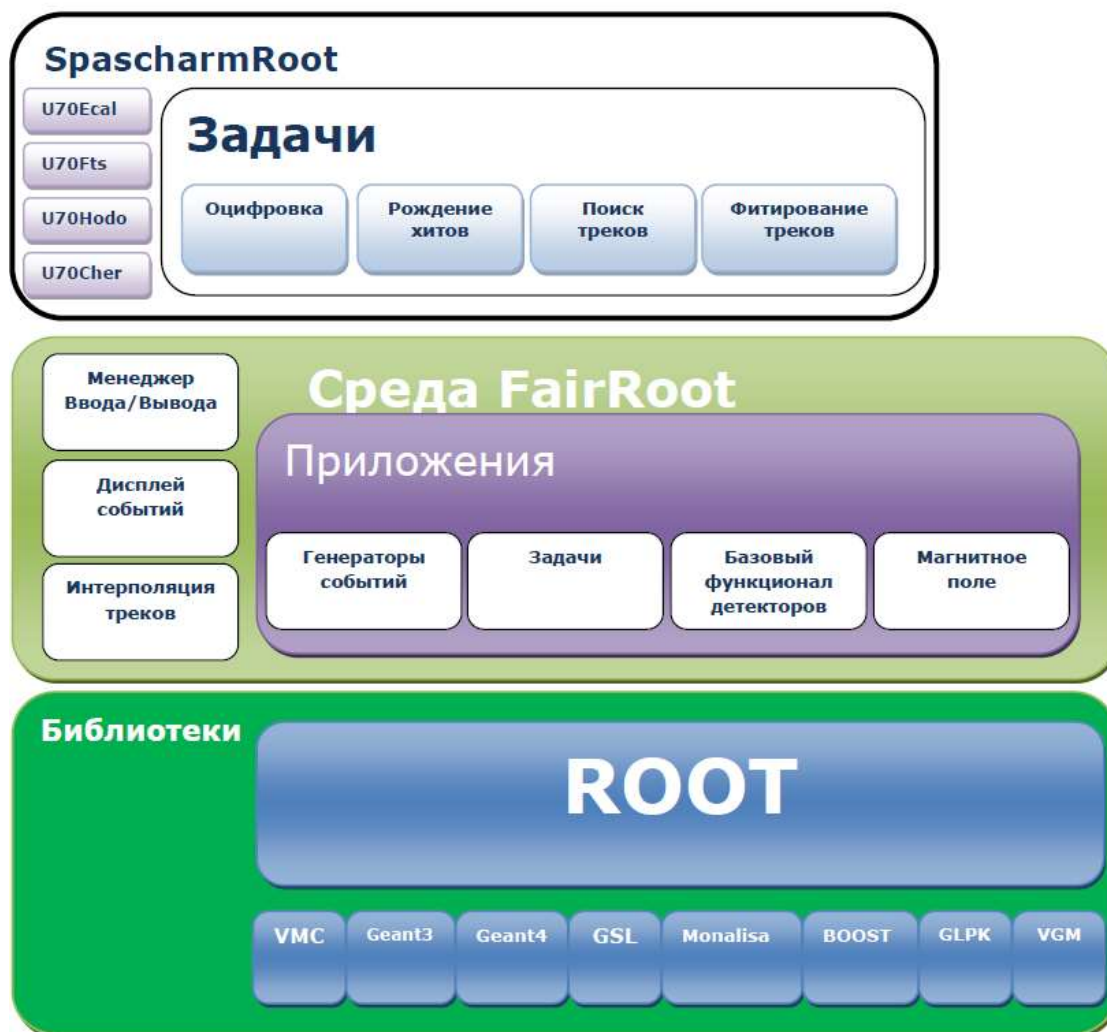 SpascharmRoot
U70Ecal
U70Fts
U70Hodo
U70Cher
Задачи
Оцифровка
Рождение
хитов
Поиск
треков
Фитирование
треков
Среда FairRoot
Менеджер
Ввода/Вывода
Дисплей
событий
Интерполяция
треков
Приложения
Генераторы
событий
Задачи
Базовый
функционал
детекторов
Магнитное
поле
Библиотеки
ROOT
VMC
Geant3
Geant4
GSL
Monalisa
BOOST
GLPK
VGM